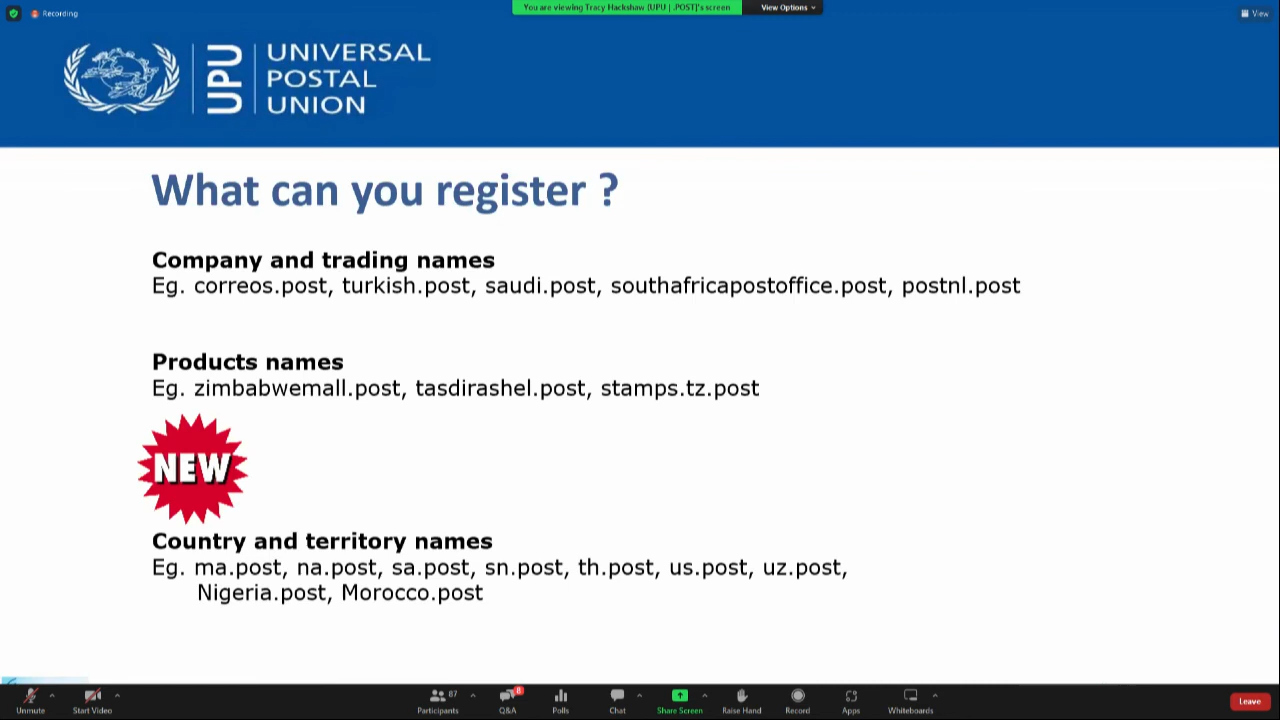 Recording
You are viewing Tracy Hackshaw (UPU | .POST)'s screen
View Options
View
UPU
UNIVERSAL
POSTAL
UNION
What can you register ?
Company and trading names
Eg. correos.post, turkish.post, saudi.post, southafricapostoffice.post, postnl.post
Products names
Eg. zimbabwemall.post, tasdirashel.post, stamps.tz.post
NEW
Country and territory names
Eg. ma.post, na.post, sa.post, sn.post, th.post, us.post, uz.post,
Nigeria.post, Morocco.post
Unmute
Start Video
87
Participants
8
Q&A
Polls
Chat
Share Screen
Raise Hand
Record
Apps
Whiteboards
Leave